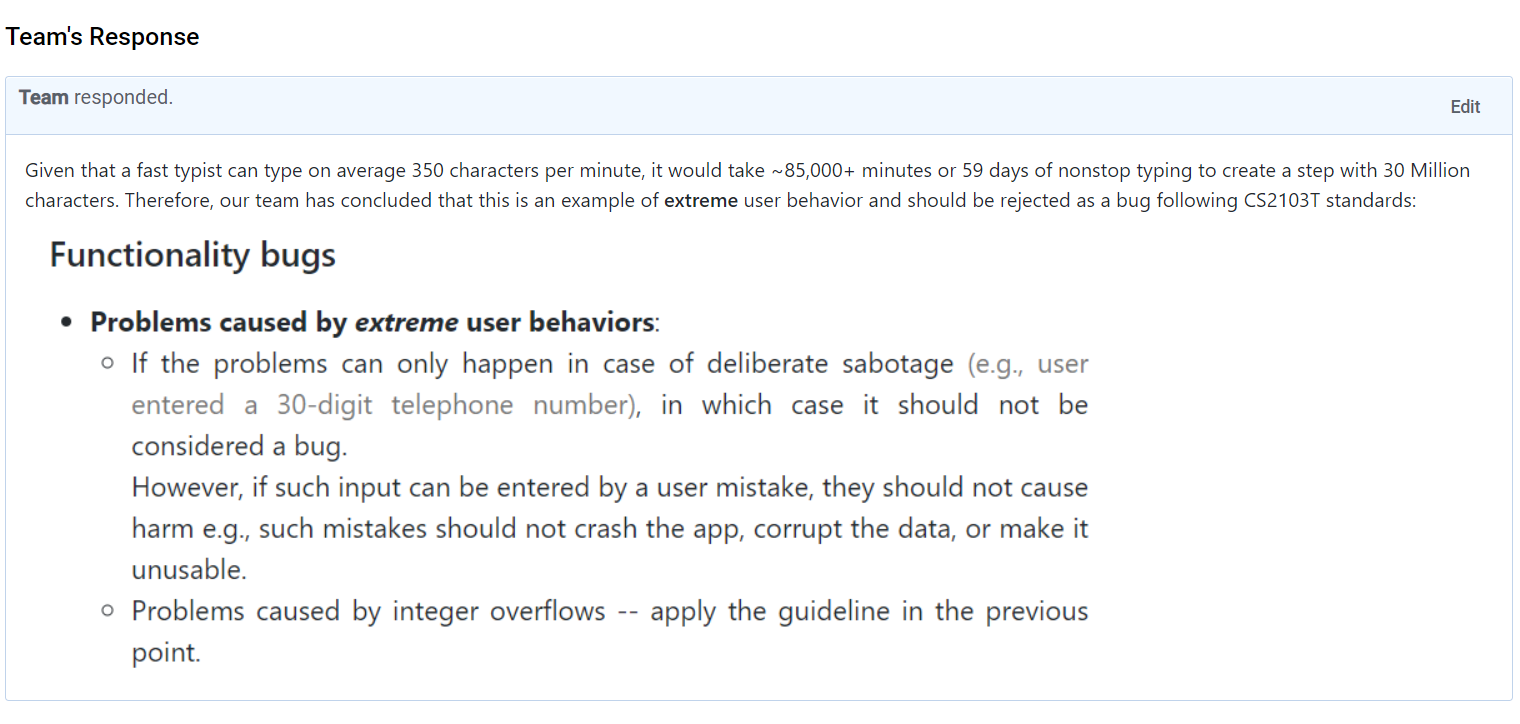 Team's Response
Team responded.
Edit
Given that a fast typist can type on average 350 characters per minute, it would take ~85,000+ minutes or 59 days of nonstop typing to create a step with 30 Million
characters. Therefore, our team has concluded that this is an example of extreme user behavior and should be rejected as a bug following CS2103T standards:
Functionality bugs
• Problems caused by extreme user behaviors:
○ If the problems can only happen in case of deliberate sabotage (e.g., user
entered a 30-digit telephone number), in which case it should not be
considered a bug.
However, if such input can be entered by a user mistake, they should not cause
harm e.g., such mistakes should not crash the app, corrupt the data, or make it
unusable.
○ Problems caused by integer overflows -- apply the guideline in the previous
point.